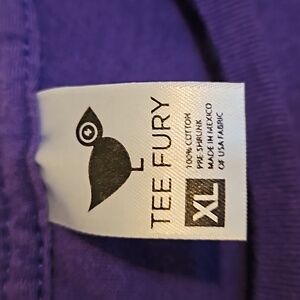 TEE FURY
100% COTTON
PRE SHRUNK
MADE IN MEXICO
OF USA FABRIC
XL